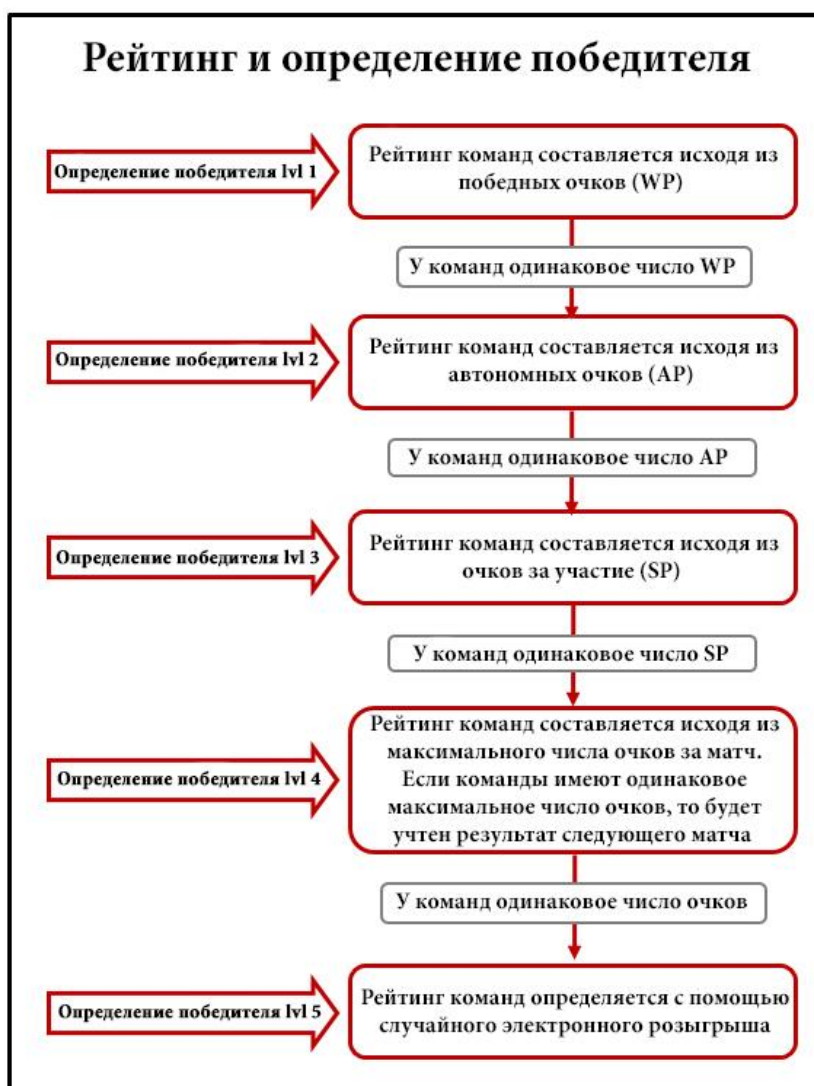 Рейтинг и определение победителя
Определение победителя lvl 1
Рейтинг команд составляется исходя из
победных очков (WP)
У команд одинаковое число WP
Определение победителя lvl 2
Рейтинг команд составляется исходя из
автономных очков (AP)
У команд одинаковое число AP
Определение победителя lvl 3
Рейтинг команд составляется исходя из
очков за участие (SP)
У команд одинаковое число SP
Определение победителя lvl 4
Рейтинг команд составляется исходя из
максимального числа очков за матч.
Если команды имеют одинаковое
максимальное число очков, то будет
учтен результат следующего матча
У команд одинаковое число очков
Определение победителя lvl 5
Рейтинг команд определяется с помощью
случайного электронного розыгрыша